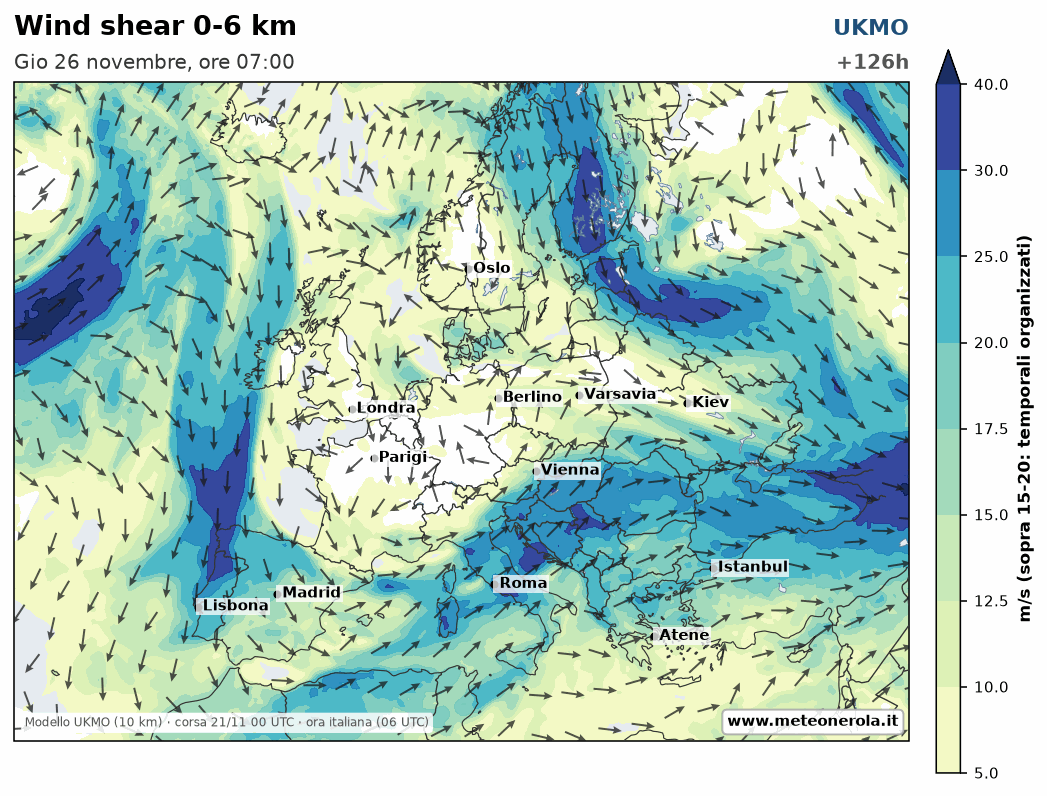 Wind shear 0-6 km
UKMO
Gio 26 novembre, ore 07:00
+126h
40.0
30.0
25.0
20.0
17.5
15.0
12.5
10.0
5.0
m/s (sopra 15-20: temporali organizzati)
Oslo
Londra
Berlino
Varsavia
Kiev
Parigi
Vienna
Istanbul
Roma
Madrid
Lisbona
Atene
Modello UKMO (10 km) · corsa 21/11 00 UTC · ora italiana (06 UTC)
www.meteonerola.it